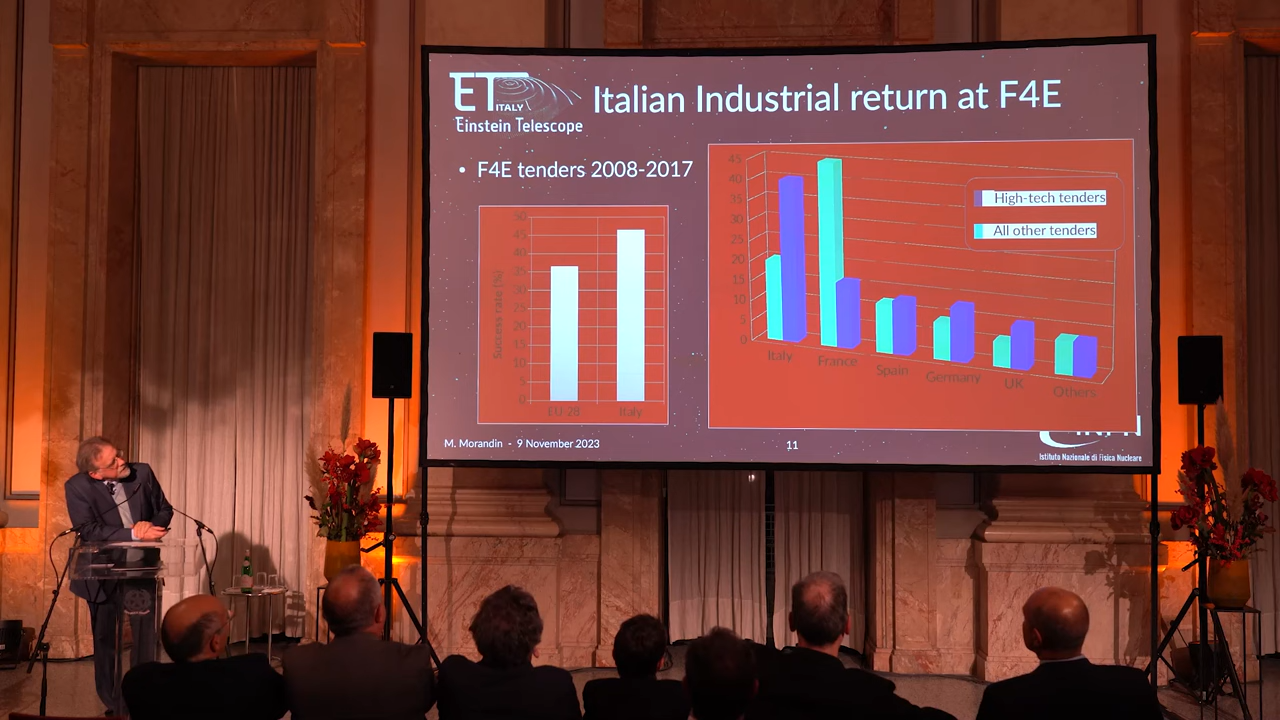 ET
ITALY
Einstein Telescope
Italian Industrial return at F4E
• F4E tenders 2008-2017
50
45
40
35
30
25
20
15
10
5
0
Success rate (%)
EU-28
Italy
45
40
35
30
25
20
15
10
5
0
Italy
France
Spain
Germany
UK
Others
High-tech tenders
All other tenders
M. Morandin - 9 November 2023
11
INFN
Istituto Nazionale di Fisica Nucleare